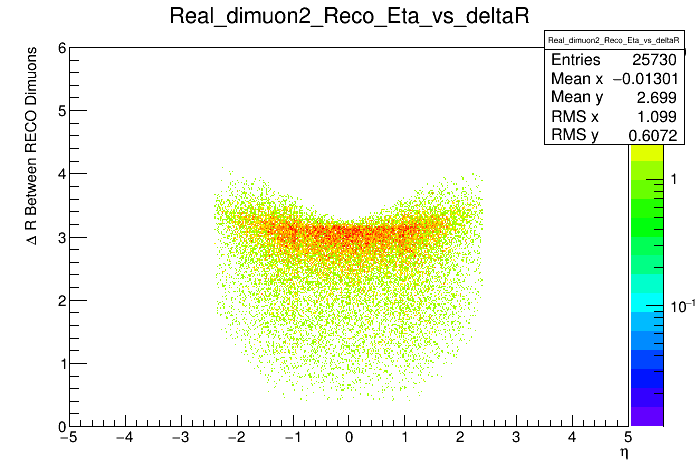 Real_dimuon2_Reco_Eta_vs_deltaR
Real_dimuon2_Reco_Eta_vs_deltaR
Entries 25730
Mean x −0.01301
Mean y 2.699
RMS x 1.099
RMS y 0.6072
Δ R Between RECO Dimuons
6
5
4
3
2
1
0
−5 −4 −3 −2 −1 0 1 2 3 4 5
η
1
10⁻¹